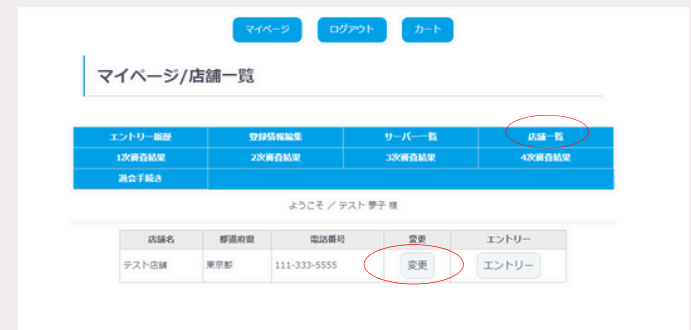 マイページ ログアウト カート
マイページ/店舗一覧
エントリー履歴 登録情報編集 サーバー一覧 店舗一覧
1次審査結果 2次審査結果 3次審査結果 4次審査結果
退会手続き
ようこそ / テスト 夢子 様
店舗名 都道府県 電話番号 変更 エントリー
テスト店舗 東京都 111-333-5555 変更 エントリー